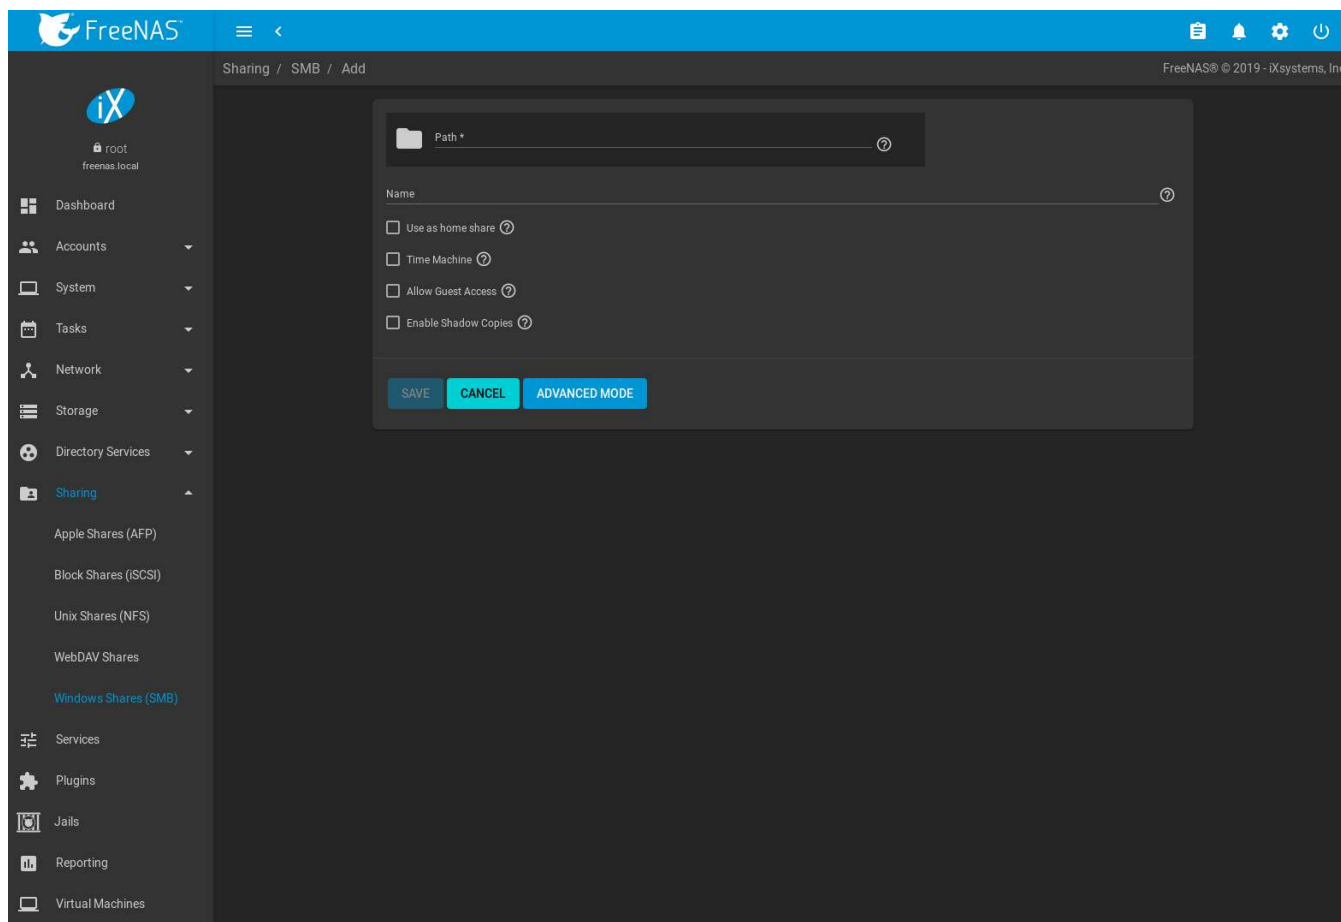 FreeNAS
Sharing / SMB / Add
FreeNAS® © 2019 - iXsystems, Inc
iX
root
freenas.local
Dashboard
Accounts
System
Tasks
Network
Storage
Directory Services
Sharing
Apple Shares (AFP)
Block Shares (iSCSI)
Unix Shares (NFS)
WebDAV Shares
Windows Shares (SMB)
Services
Plugins
Jails
Reporting
Virtual Machines
Path *
Name
Use as home share
Time Machine
Allow Guest Access
Enable Shadow Copies
SAVE CANCEL ADVANCED MODE